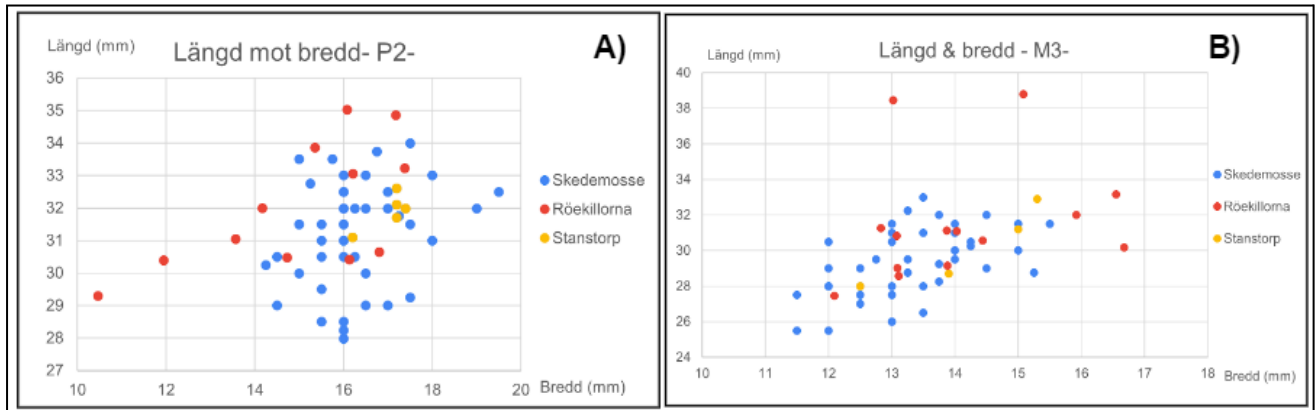 Längd (mm)
Längd mot bredd- P2-
A)
36
35
34
33
32
31
30
29
28
27
10
12
14
16
18
20
Bredd (mm)
Skedemosse
Röekillorna
Stanstorp
Längd (mm)
Längd & bredd - M3-
B)
40
38
36
34
32
30
28
26
24
10
11
12
13
14
15
16
17
18
Bredd (mm)
Skedemosse
Röekillorna
Stanstorp